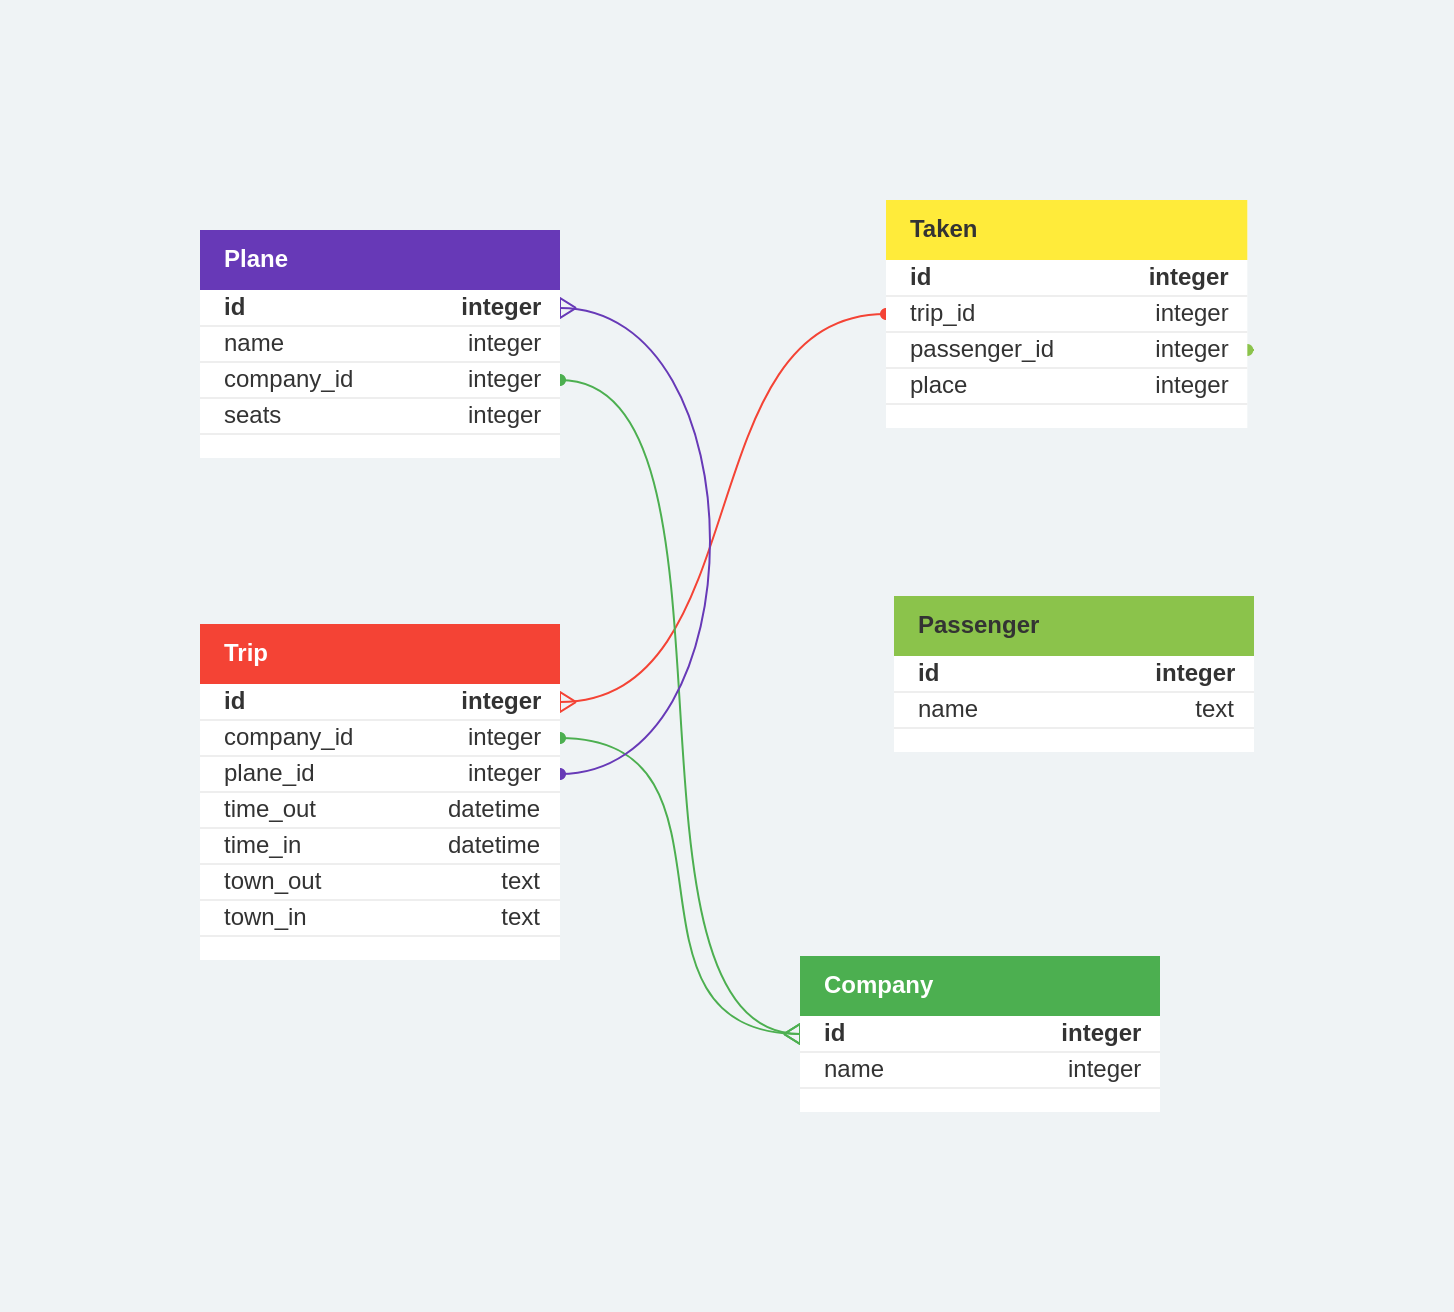 Plane
id integer
name integer
company_id integer
seats integer
Taken
id integer
trip_id integer
passenger_id integer
place integer
Trip
id integer
company_id integer
plane_id integer
time_out datetime
time_in datetime
town_out text
town_in text
Passenger
id integer
name text
Company
id integer
name integer